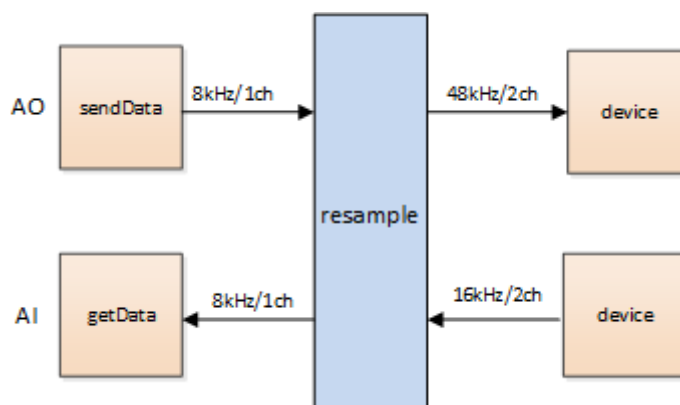 AO
sendData
8kHz/1ch
48kHz/2ch
device
resample
AI
getData
8kHz/1ch
16kHz/2ch
device